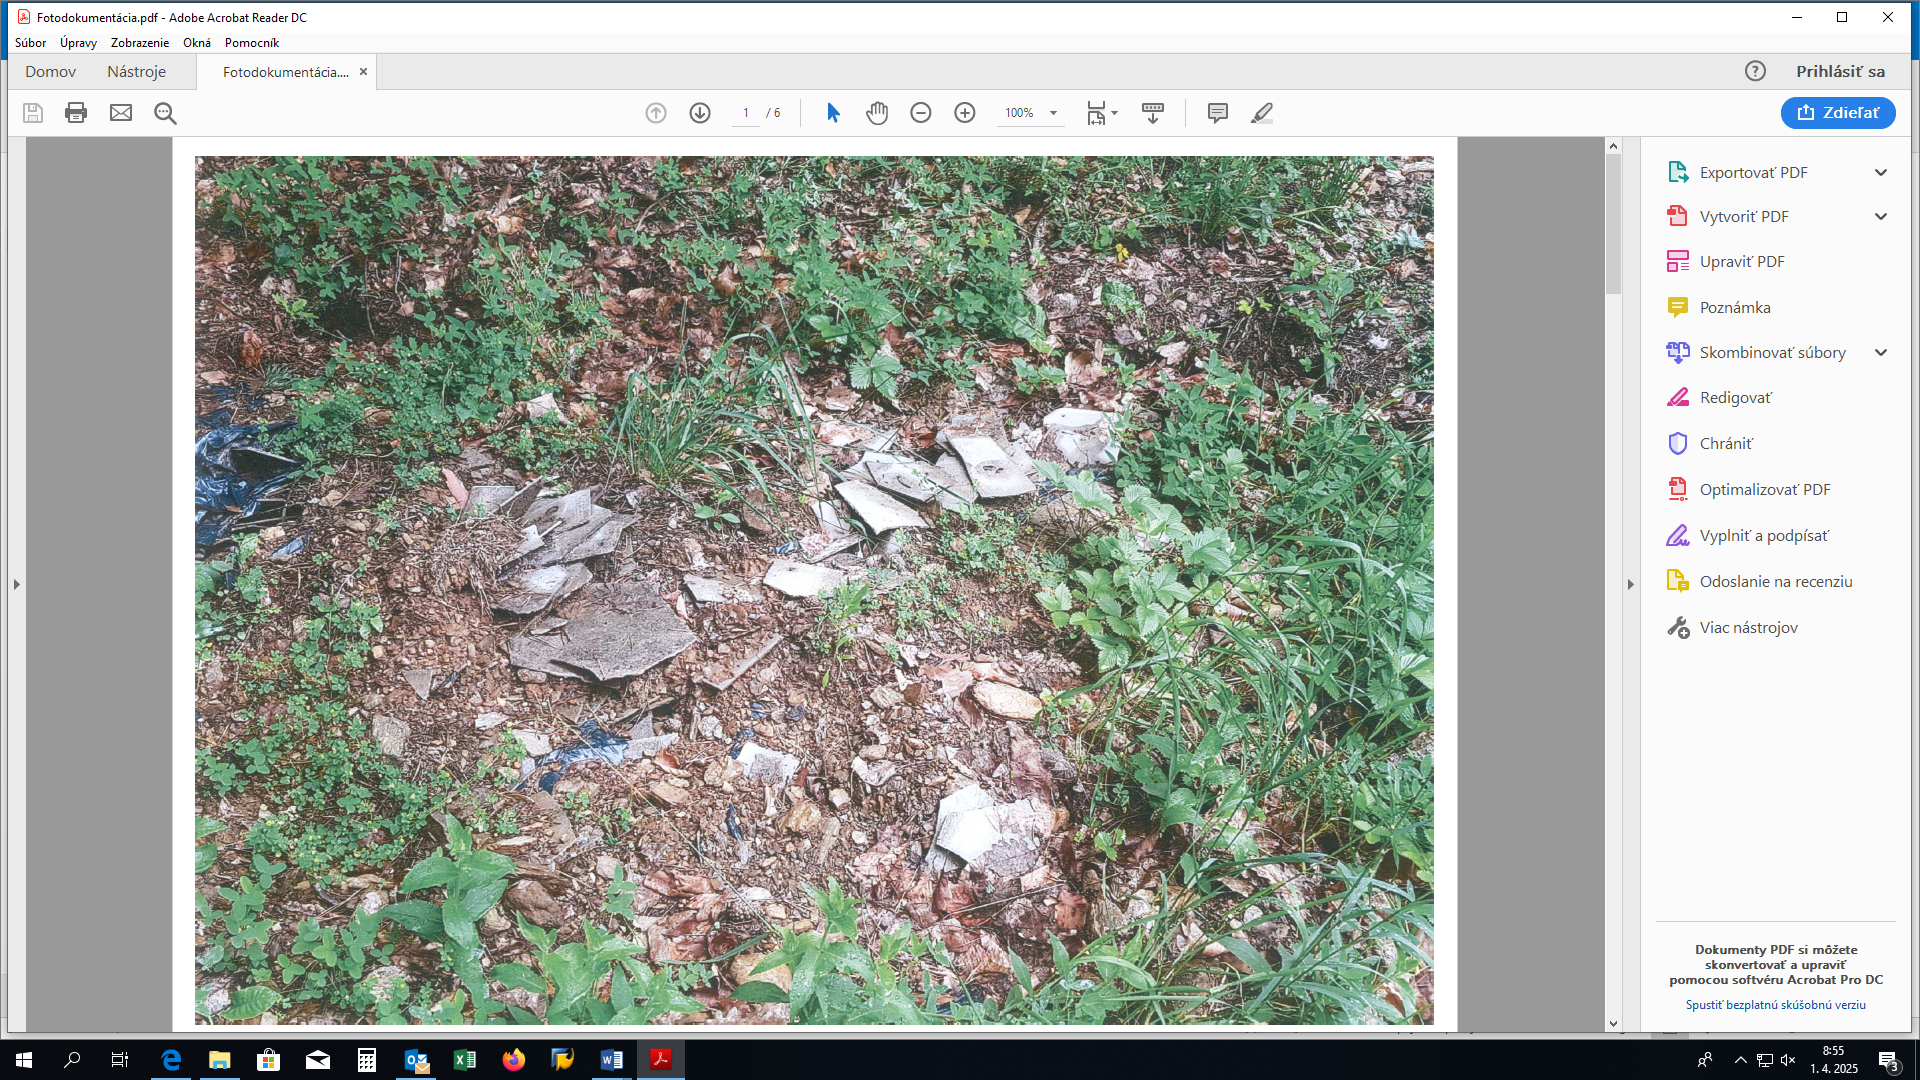 Fotodokumentácia.pdf - Adobe Acrobat Reader DC
Súbor Úpravy Zobrazenie Okná Pomocník
Domov Nástroje Fotodokumentácia.... × ? Prihlásiť sa
1 / 6 100% Zdieľať
Exportovať PDF
Vytvoriť PDF
Upraviť PDF
Poznámka
Skombinovať súbory
Redigovať
Chrániť
Optimalizovať PDF
Vyplniť a podpísať
Odoslanie na recenziu
Viac nástrojov
Dokumenty PDF si môžete
skonvertovať a upraviť
pomocou softvéru Acrobat Pro DC
Spustiť bezplatnú skúšobnú verziu
8:55
1. 4. 2025
3